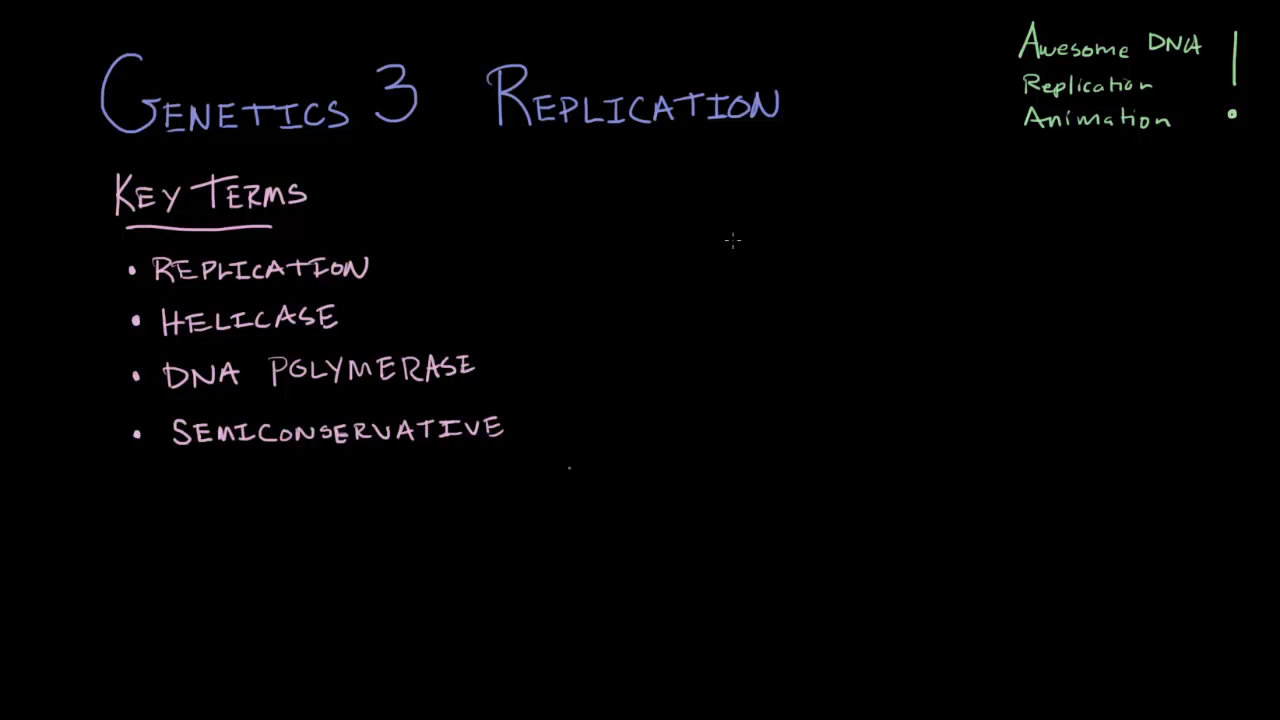 GENETICS 3 REPLICATION
Awesome DNA
Replication
Animation !
KEY TERMS
• REPLICATION
• HELICASE
• DNA POLYMERASE
• SEMICONSERVATIVE